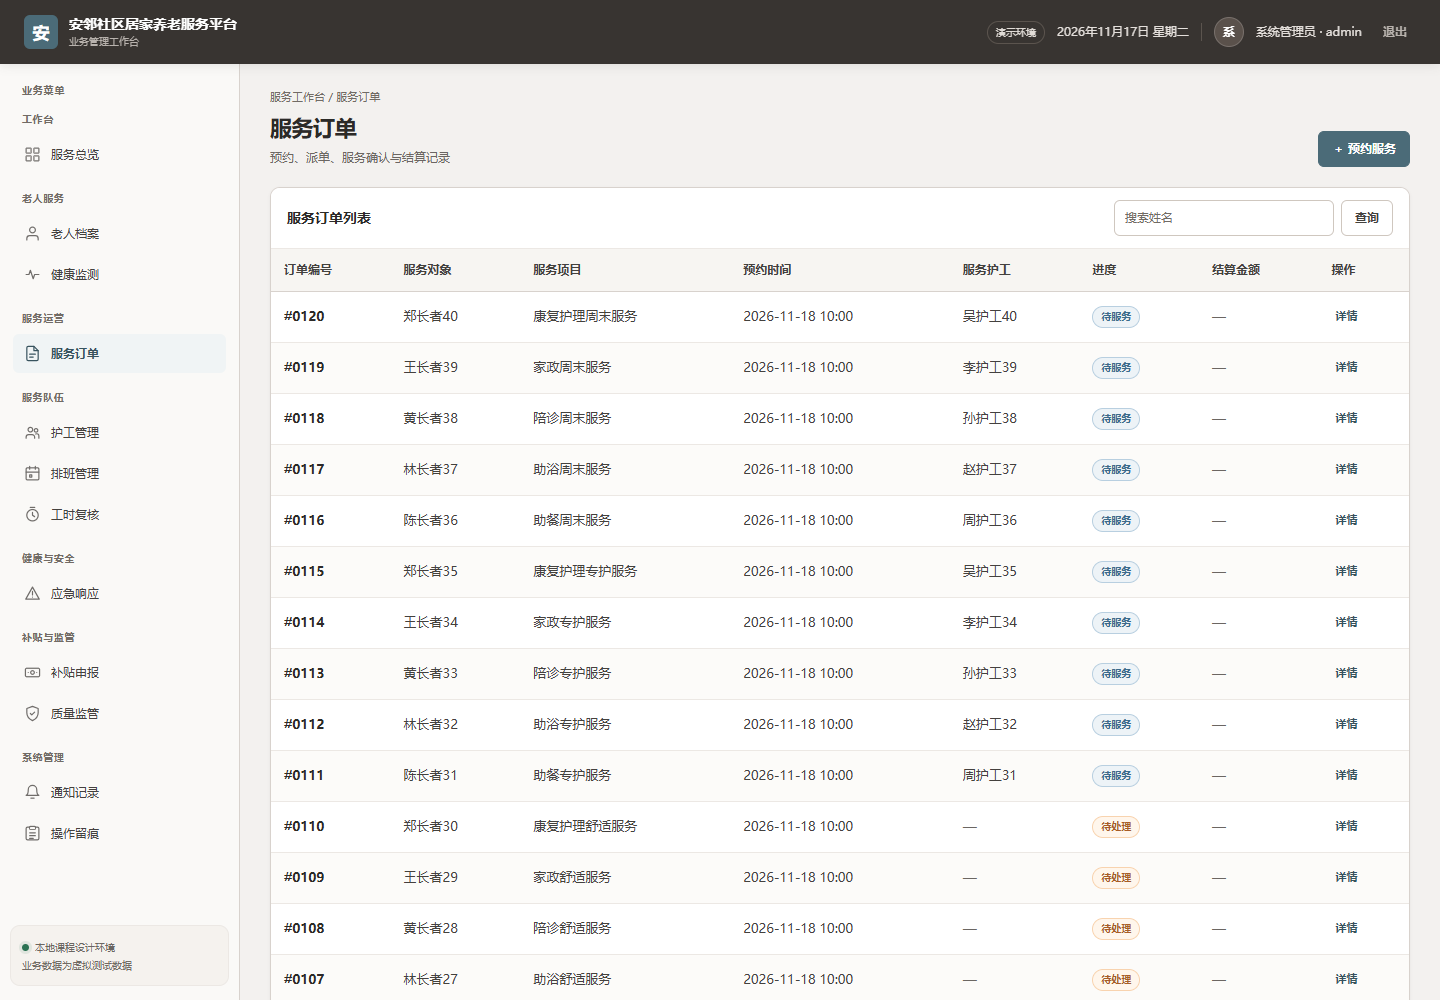 安
安邻社区居家养老服务平台
业务管理工作台
演示环境
2026年11月17日 星期二
系
系统管理员 · admin
退出
业务菜单
工作台
服务总览
老人服务
老人档案
健康监测
服务运营
服务订单
服务队伍
护工管理
排班管理
工时复核
健康与安全
应急响应
补贴与监管
补贴申报
质量监管
系统管理
通知记录
操作留痕
本地课程设计环境
业务数据为虚拟测试数据
服务工作台 / 服务订单
服务订单
预约、派单、服务确认与结算记录
+ 预约服务
服务订单列表
搜索姓名
查询
订单编号 服务对象 服务项目 预约时间 服务护工 进度 结算金额 操作
#0120 郑长者40 康复护理周末服务 2026-11-18 10:00 吴护工40 待服务 — 详情
#0119 王长者39 家政周末服务 2026-11-18 10:00 李护工39 待服务 — 详情
#0118 黄长者38 陪诊周末服务 2026-11-18 10:00 孙护工38 待服务 — 详情
#0117 林长者37 助浴周末服务 2026-11-18 10:00 赵护工37 待服务 — 详情
#0116 陈长者36 助餐周末服务 2026-11-18 10:00 周护工36 待服务 — 详情
#0115 郑长者35 康复护理专护服务 2026-11-18 10:00 吴护工35 待服务 — 详情
#0114 王长者34 家政专护服务 2026-11-18 10:00 李护工34 待服务 — 详情
#0113 黄长者33 陪诊专护服务 2026-11-18 10:00 孙护工33 待服务 — 详情
#0112 林长者32 助浴专护服务 2026-11-18 10:00 赵护工32 待服务 — 详情
#0111 陈长者31 助餐专护服务 2026-11-18 10:00 周护工31 待服务 — 详情
#0110 郑长者30 康复护理舒适服务 2026-11-18 10:00 — 待处理 — 详情
#0109 王长者29 家政舒适服务 2026-11-18 10:00 — 待处理 — 详情
#0108 黄长者28 陪诊舒适服务 2026-11-18 10:00 — 待处理 — 详情
#0107 林长者27 助浴舒适服务 2026-11-18 10:00 — 待处理 — 详情